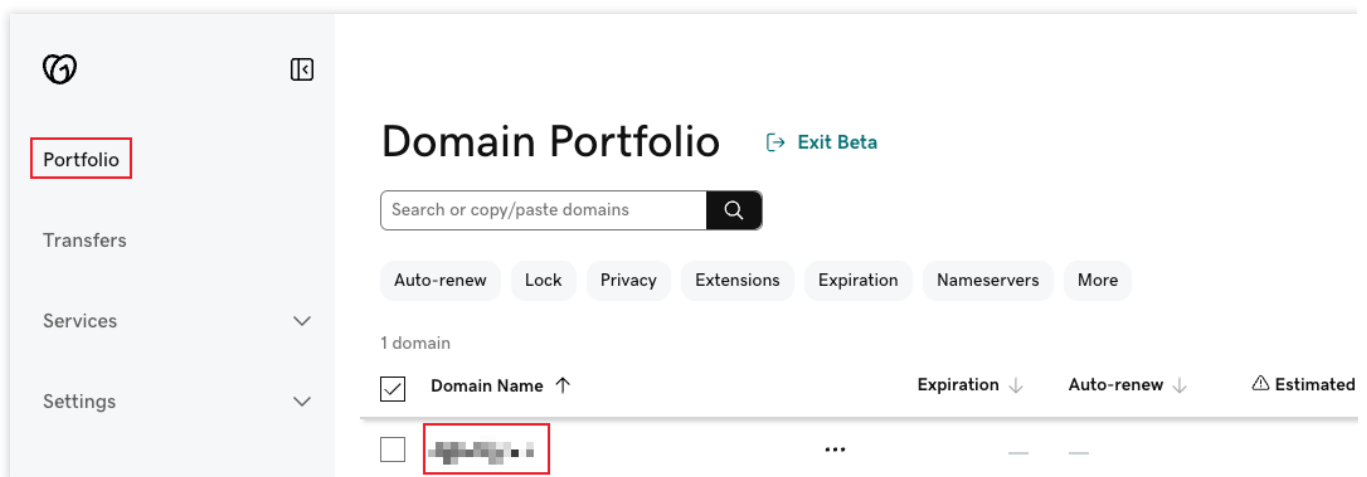 Portfolio
Transfers
Services
Settings
Domain Portfolio
Exit Beta
Search or copy/paste domains
Auto-renew Lock Privacy Extensions Expiration Nameservers More
1 domain
Domain Name Expiration Auto-renew Estimated